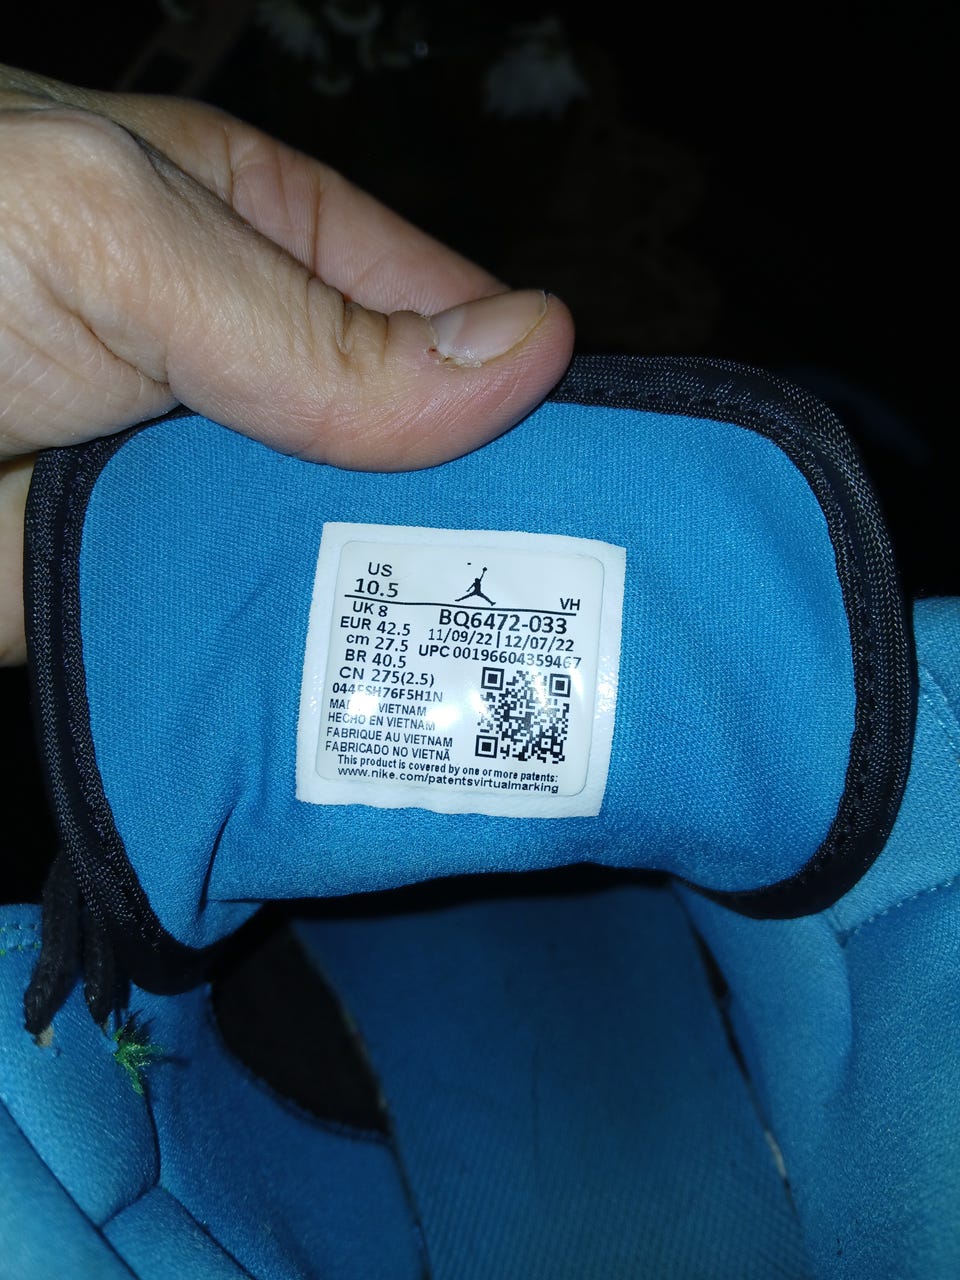 US
10.5
VH
UK 8
BQ6472-033
EUR 42.5
11/09/22 | 12/07/22
cm 27.5
UPC 00196604359467
BR 40.5
CN 275(2.5)
VIETNAM
HECHO EN VIETNAM
FABRIQUE AU VIETNAM
FABRICADO NO VIETNÃ
This product is covered by one or more patents:
www.nike.com/patentsvirtualmarking